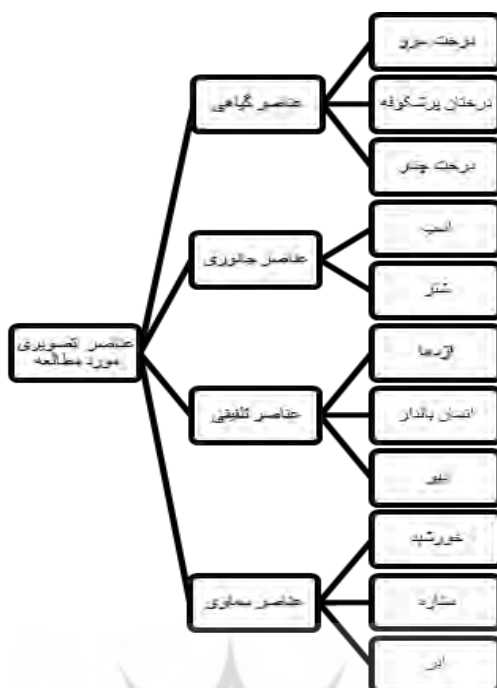 عناصر تصویری
مورد مطالعه
عناصر گیاهی
درخت سرو
درختان پرشکوفه
درخت چنار
عناصر جانوری
اسب
شتر
عناصر تلفیقی
اژدها
انسان بالدار
دیو
عناصر سماوی
خورشید
ستاره
ابر